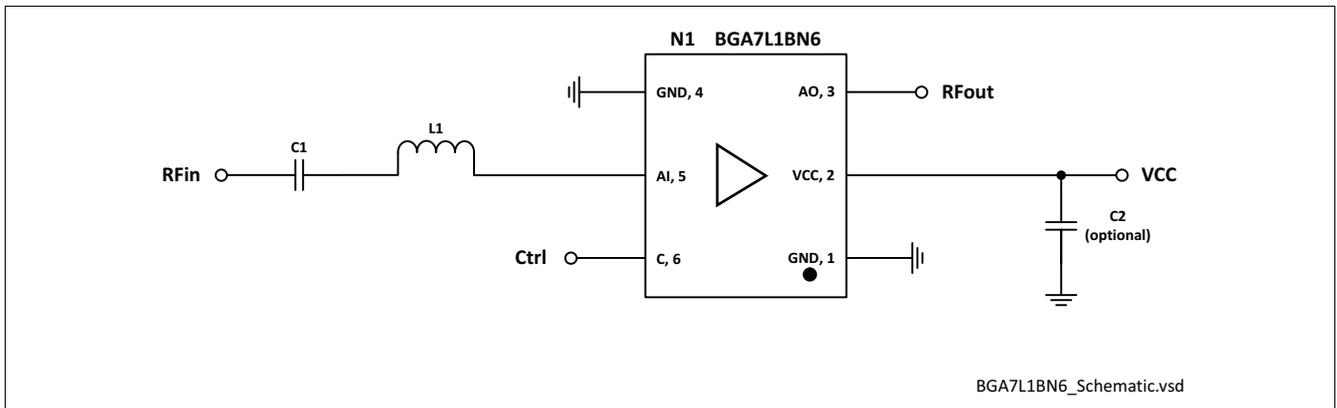 N1 BGA7L1BN6
GND, 4
AO, 3
RFout
C1
L1
RFin
AI, 5
VCC, 2
VCC
C2
(optional)
Ctrl
C, 6
GND, 1
BGA7L1BN6_Schematic.vsd